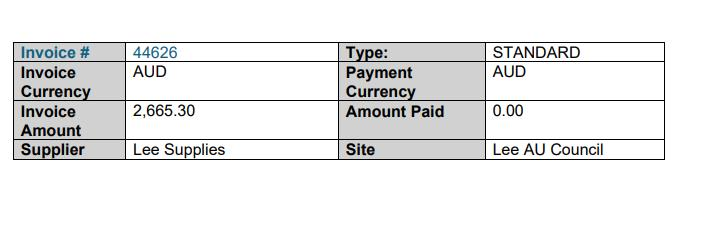 Invoice # 44626 Type: STANDARD
Invoice AUD Payment AUD
Currency Currency
Invoice 2,665.30 Amount Paid 0.00
Amount
Supplier Lee Supplies Site Lee AU Council